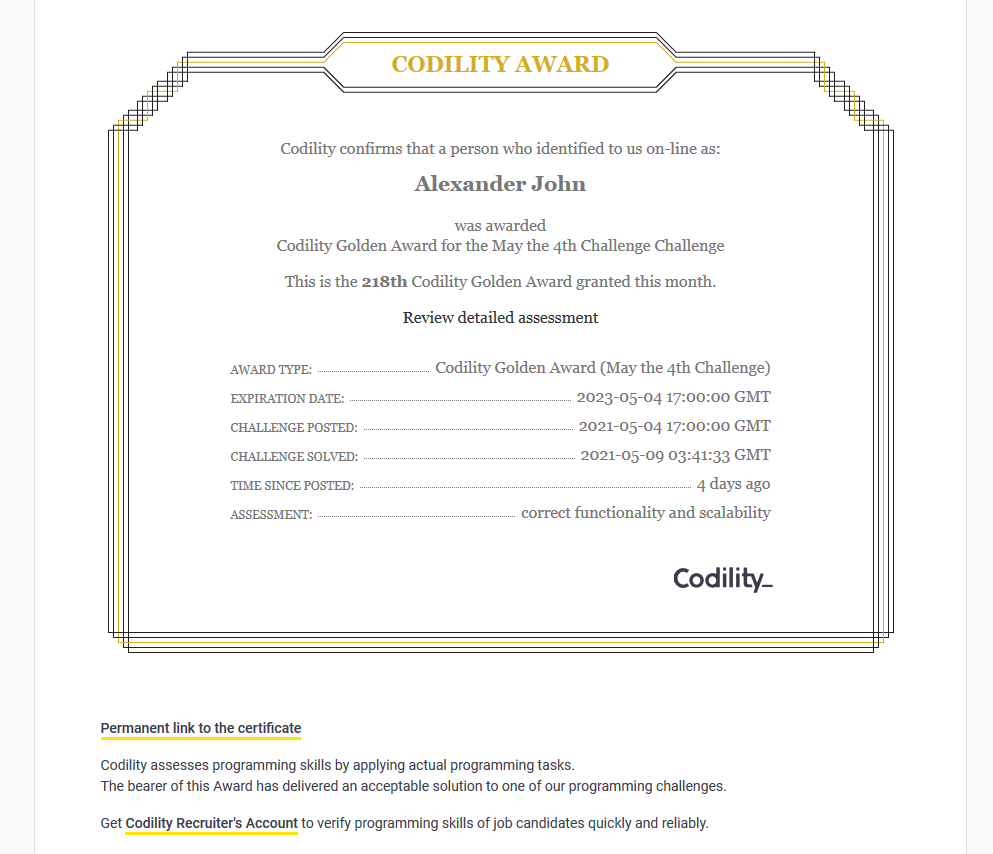 CODILITY AWARD
Codility confirms that a person who identified to us on-line as:
Alexander John
was awarded
Codility Golden Award for the May the 4th Challenge Challenge
This is the 218th Codility Golden Award granted this month.
Review detailed assessment
AWARD TYPE: Codility Golden Award (May the 4th Challenge)
EXPIRATION DATE: 2023-05-04 17:00:00 GMT
CHALLENGE POSTED: 2021-05-04 17:00:00 GMT
CHALLENGE SOLVED: 2021-05-09 03:41:33 GMT
TIME SINCE POSTED: 4 days ago
ASSESSMENT: correct functionality and scalability
Codility_
Permanent link to the certificate
Codility assesses programming skills by applying actual programming tasks.
The bearer of this Award has delivered an acceptable solution to one of our programming challenges.
Get Codility Recruiter's Account to verify programming skills of job candidates quickly and reliably.